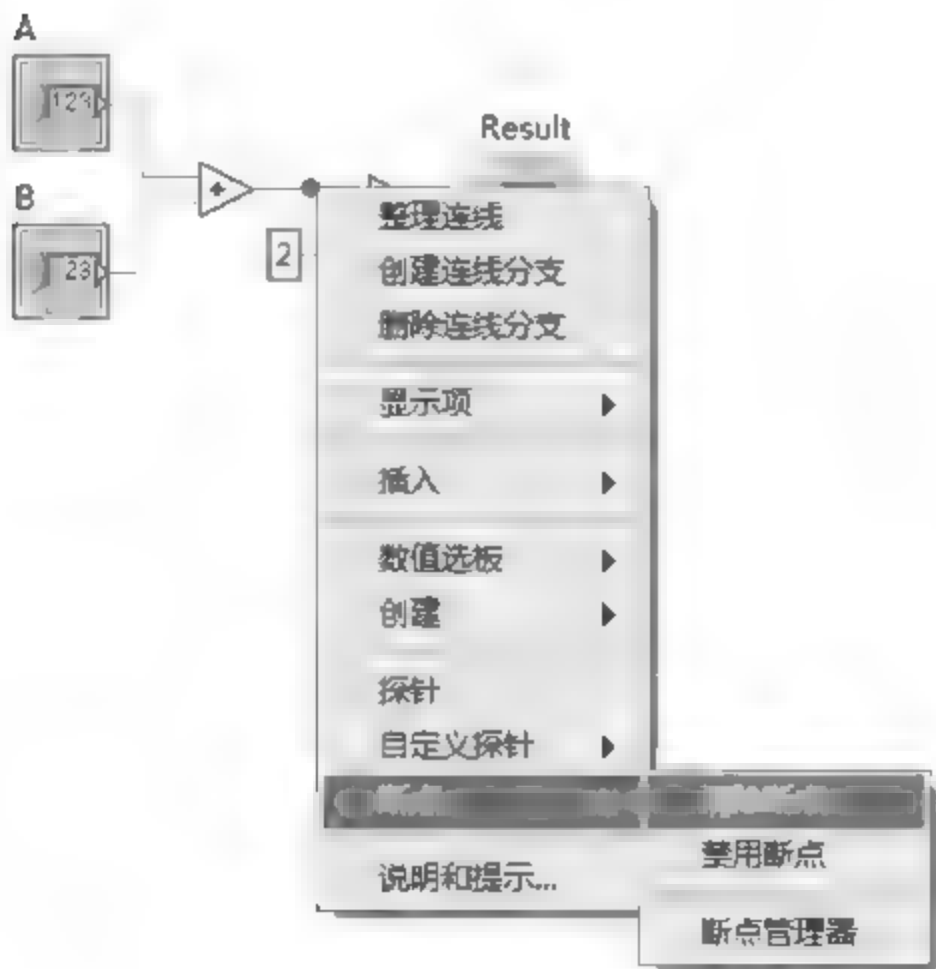 A
123
Result
B
23
2
整理连线
创建连线分支
删除连线分支
显示项
插入
数值选板
创建
探针
自定义探针
禁用断点
说明和提示...
断点管理器